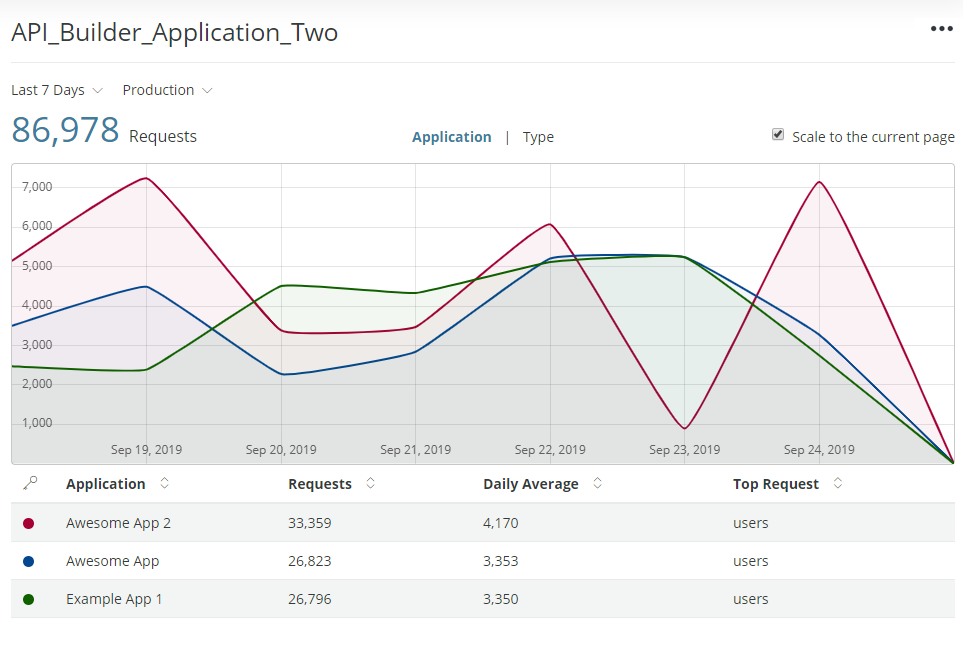 API_Builder_Application_Two
Last 7 Days Production
86,978 Requests
Application | Type
Scale to the current page
7,000
6,000
5,000
4,000
3,000
2,000
1,000
Sep 19, 2019 Sep 20, 2019 Sep 21, 2019 Sep 22, 2019 Sep 23, 2019 Sep 24, 2019
Application Requests Daily Average Top Request
Awesome App 2 33,359 4,170 users
Awesome App 26,823 3,353 users
Example App 1 26,796 3,350 users